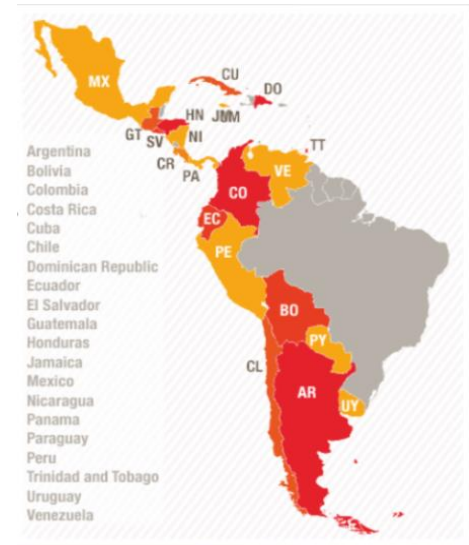 MX
CU
DO
HN
GT
SV
NI
CR
PA
TT
VE
CO
EC
PE
BO
PY
CL
AR
UY
Argentina
Bolivia
Colombia
Costa Rica
Cuba
Chile
Dominican Republic
Ecuador
El Salvador
Guatemala
Honduras
Jamaica
Mexico
Nicaragua
Panama
Paraguay
Peru
Trinidad and Tobago
Uruguay
Venezuela